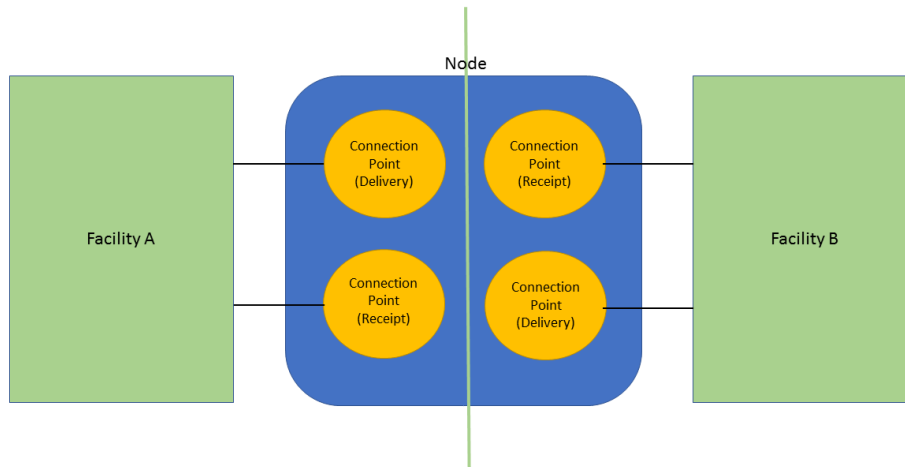 Node
Connection
Point
(Delivery)
Connection
Point
(Receipt)
Facility A
Facility B
Connection
Point
(Receipt)
Connection
Point
(Delivery)